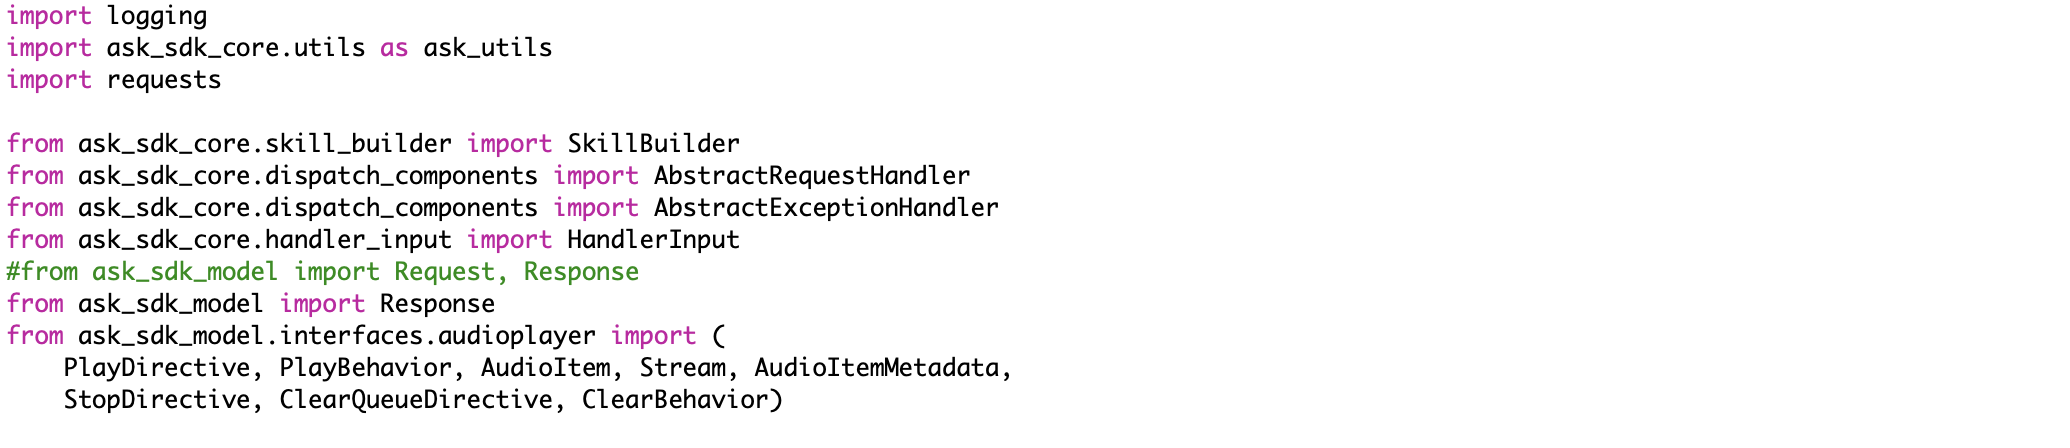 import logging
import ask_sdk_core.utils as ask_utils
import requests

from ask_sdk_core.skill_builder import SkillBuilder
from ask_sdk_core.dispatch_components import AbstractRequestHandler
from ask_sdk_core.dispatch_components import AbstractExceptionHandler
from ask_sdk_core.handler_input import HandlerInput
#from ask_sdk_model import Request, Response
from ask_sdk_model import Response
from ask_sdk_model.interfaces.audioplayer import (
    PlayDirective, PlayBehavior, AudioItem, Stream, AudioItemMetadata,
    StopDirective, ClearQueueDirective, ClearBehavior)